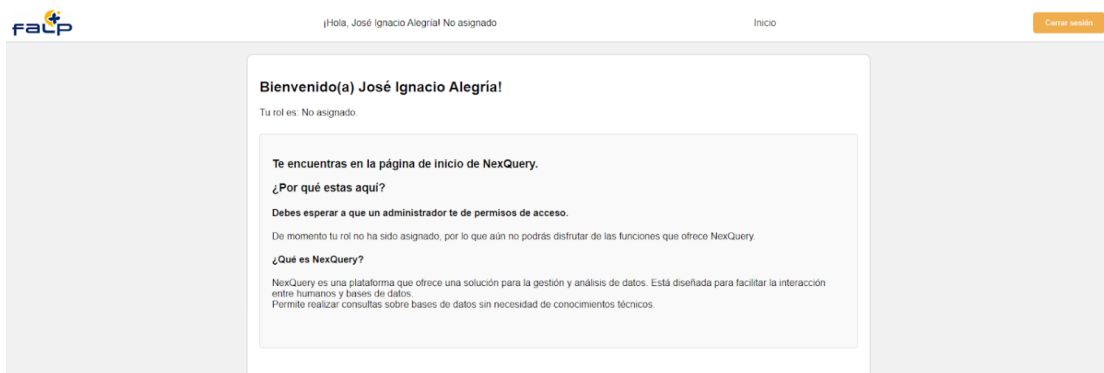 falp
¡Hola, José Ignacio Alegría! No asignado
Inicio
Cerrar sesión
Bienvenido(a) José Ignacio Alegría!
Tu rol es: No asignado.
Te encuentras en la página de inicio de NexQuery.
¿Por qué estas aquí?
Debes esperar a que un administrador te de permisos de acceso.
De momento tu rol no ha sido asignado, por lo que aún no podrás disfrutar de las funciones que ofrece NexQuery.
¿Qué es NexQuery?
NexQuery es una plataforma que ofrece una solución para la gestión y análisis de datos. Está diseñada para facilitar la interacción
entre humanos y bases de datos.
Permite realizar consultas sobre bases de datos sin necesidad de conocimientos técnicos.